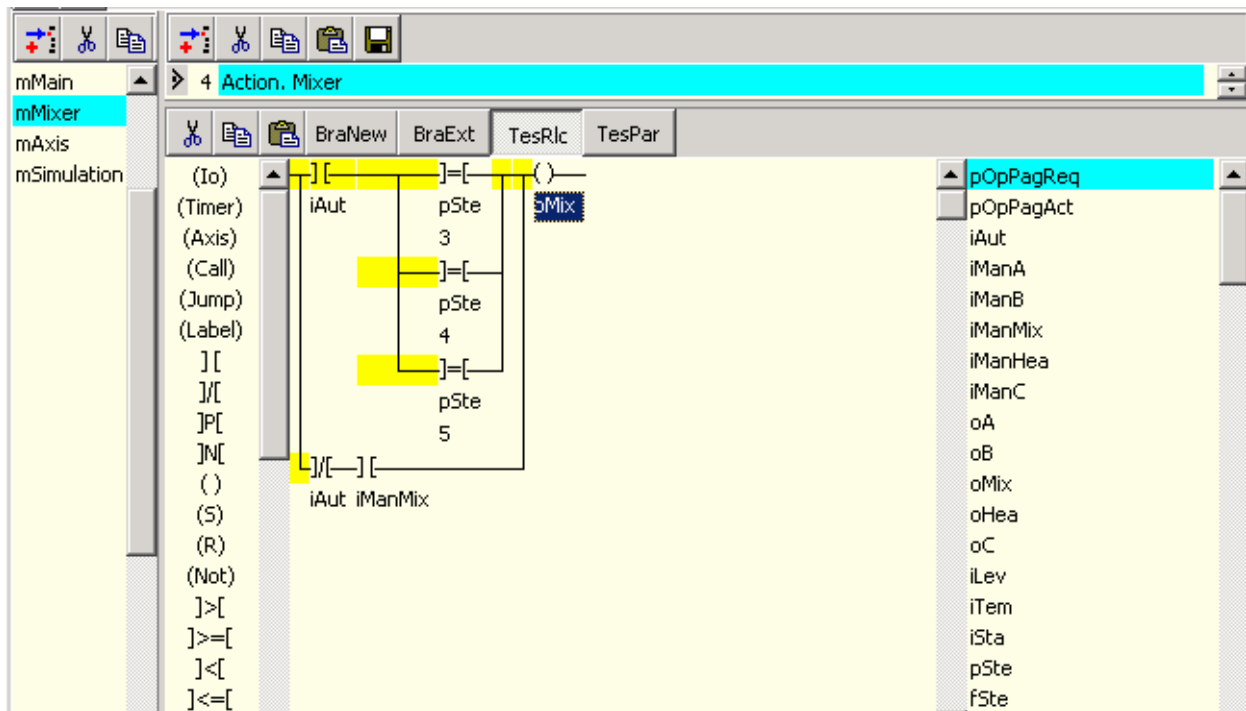 mMain
mMixer
mAxis
mSimulation
4 Action. Mixer
BraNew BraExt TesRlc TesPar
(Io)
(Timer)
(Axis)
(Call)
(Jump)
(Label)
] [
]/[
]P[
]N[
( )
(S)
(R)
(Not)
]>[
]>=[
]<[
]<=[
] [ ]=[ ( )
iAut pSte oMix
3
]=[
pSte
4
]=[
pSte
5
]/[ ] [
iAut iManMix
pOpPagReq
pOpPagAct
iAut
iManA
iManB
iManMix
iManHea
iManC
oA
oB
oMix
oHea
oC
iLev
iTem
iSta
pSte
fSte